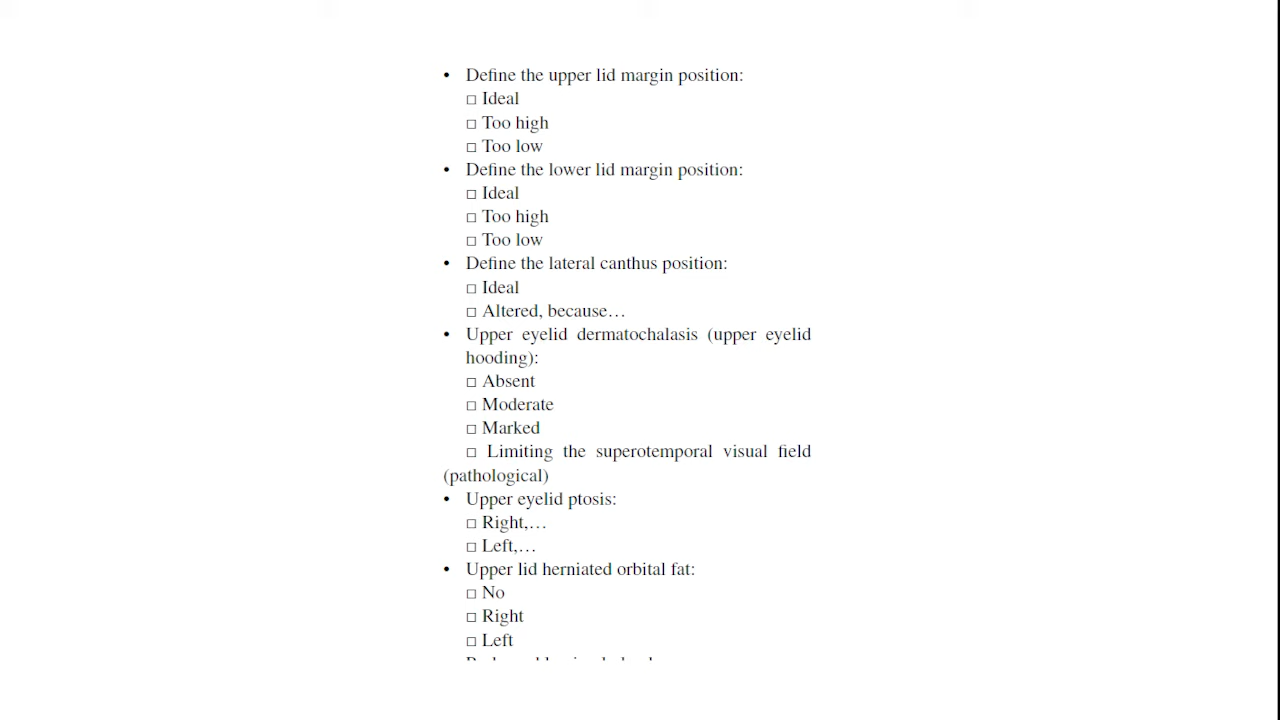 • Define the upper lid margin position:
□ Ideal
□ Too high
□ Too low
• Define the lower lid margin position:
□ Ideal
□ Too high
□ Too low
• Define the lateral canthus position:
□ Ideal
□ Altered, because…
• Upper eyelid dermatochalasis (upper eyelid
hooding):
□ Absent
□ Moderate
□ Marked
□ Limiting the superotemporal visual field
(pathological)
• Upper eyelid ptosis:
□ Right,…
□ Left,…
• Upper lid herniated orbital fat:
□ No
□ Right
□ Left